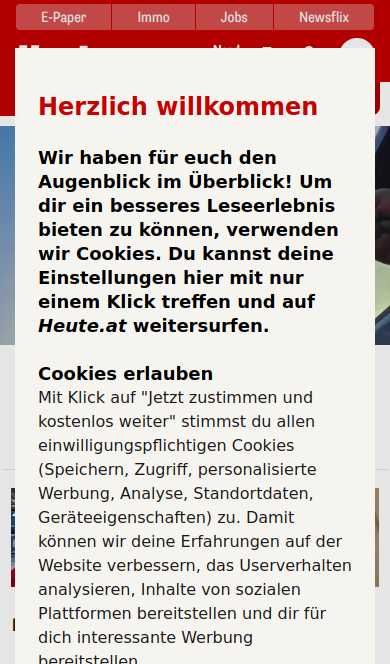 E-Paper
Immo
Jobs
Newsflix
Herzlich willkommen
Wir haben für euch den
Augenblick im Überblick! Um
dir ein besseres Leseerlebnis
bieten zu können, verwenden
wir Cookies. Du kannst deine
Einstellungen hier mit nur
einem Klick treffen und auf
Heute.at weitersurfen.
Cookies erlauben
Mit Klick auf "Jetzt zustimmen und
kostenlos weiter" stimmst du allen
einwilligungspflichtigen Cookies
(Speichern, Zugriff, personalisierte
Werbung, Analyse, Standortdaten,
Geräteeigenschaften) zu. Damit
können wir deine Erfahrungen auf der
Website verbessern, das Userverhalten
analysieren, Inhalte von sozialen
Plattformen bereitstellen und dir für
dich interessante Werbung
bereitstellen